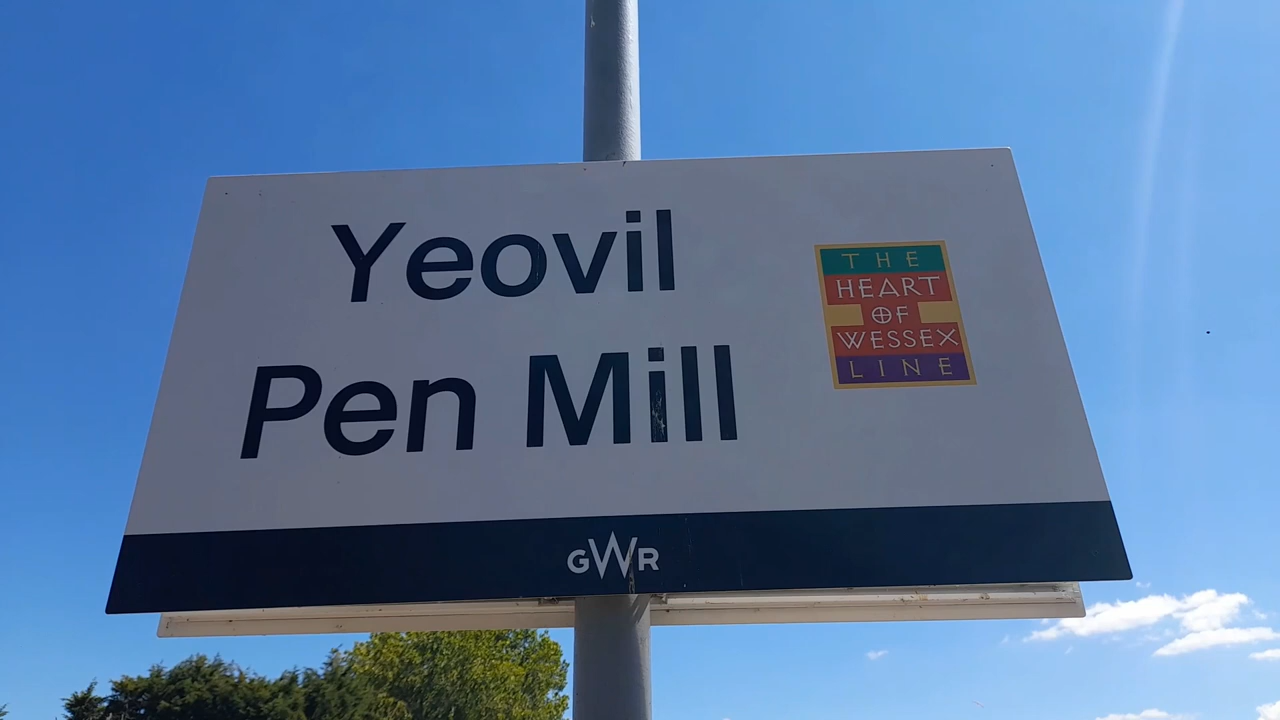 Yeovil
Pen Mill
THE
HEART
OF
WESSEX
LINE
GWR